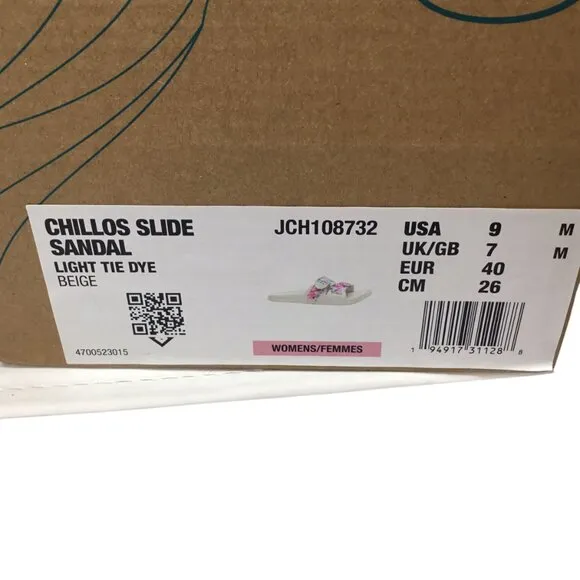 CHILLOS SLIDE
SANDAL
LIGHT TIE DYE
BEIGE
4700523015
JCH108732
WOMENS/FEMMES
USA 9 M
UK/GB 7 M
EUR 40
CM 26
1 94917 31128 8